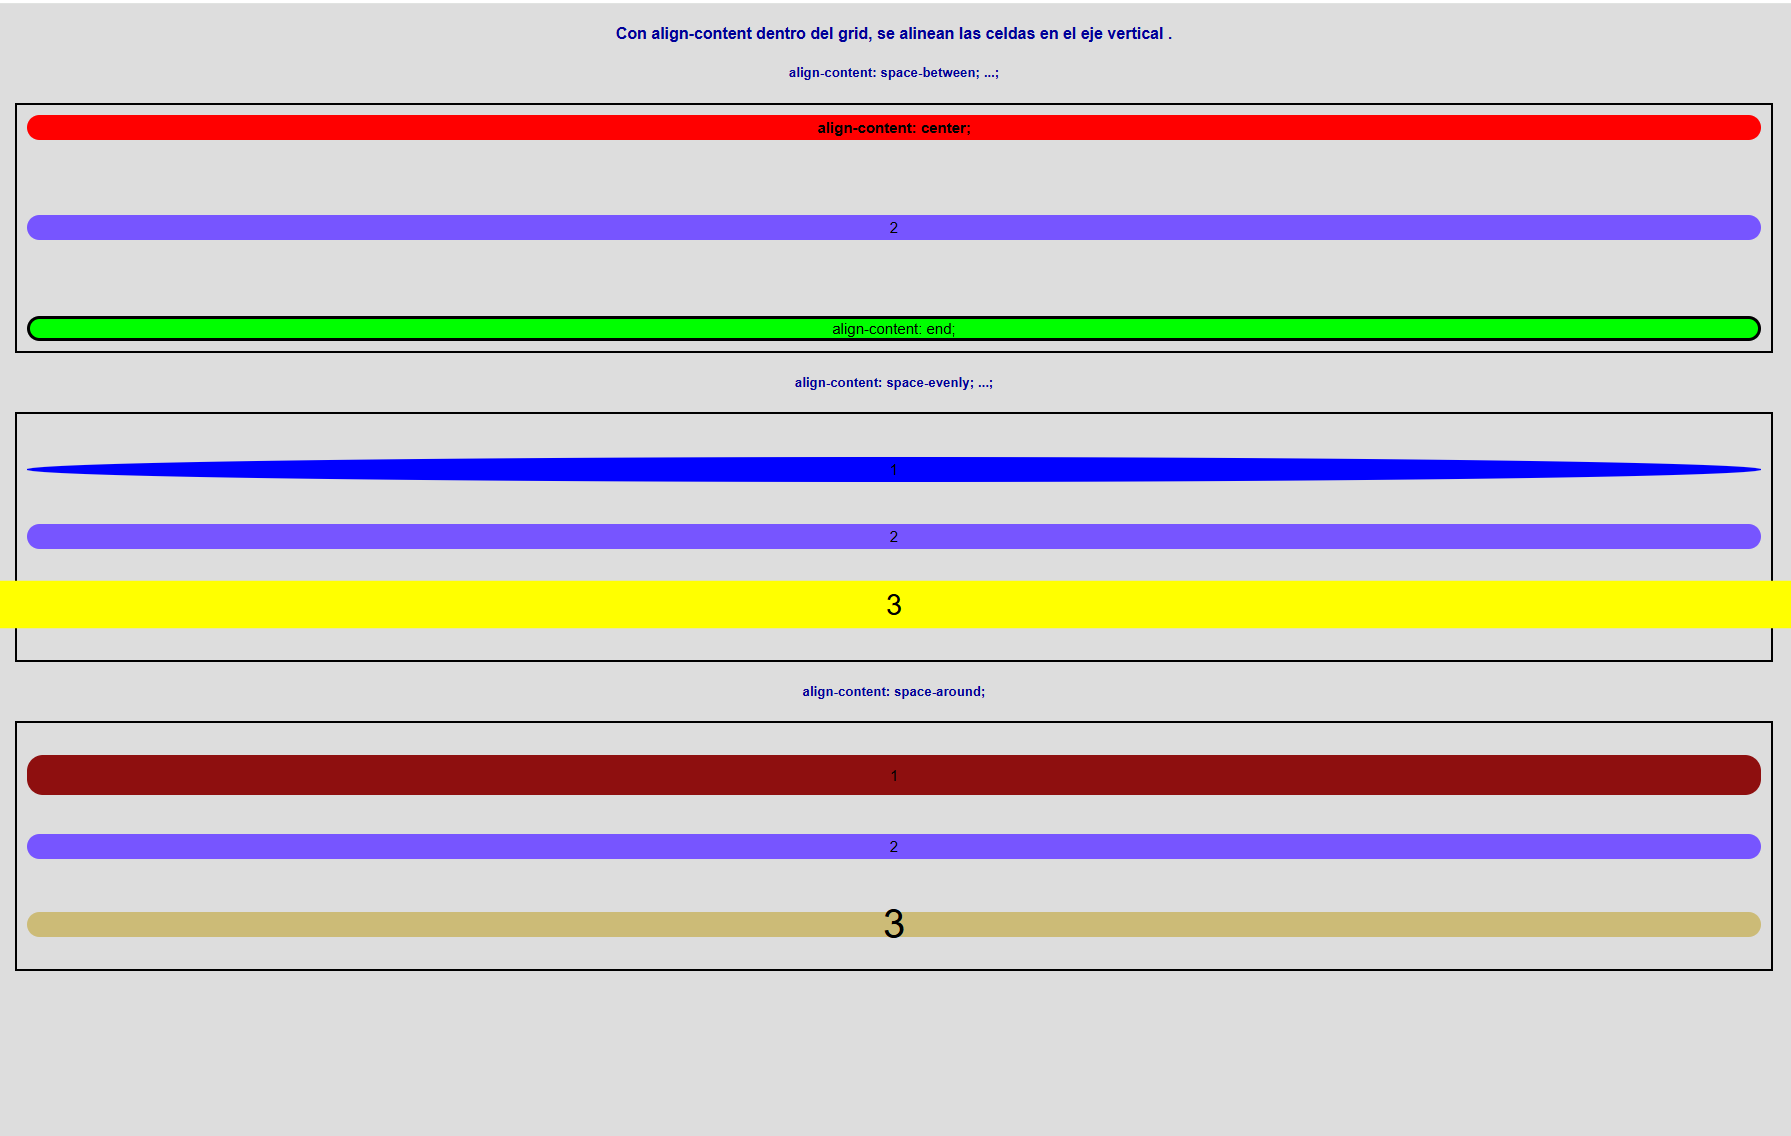 Con align-content dentro del grid, se alinean las celdas en el eje vertical .
align-content: space-between; ...;
align-content: center;
2
align-content: end;
align-content: space-evenly; ...;
1
2
3
align-content: space-around;
1
2
3